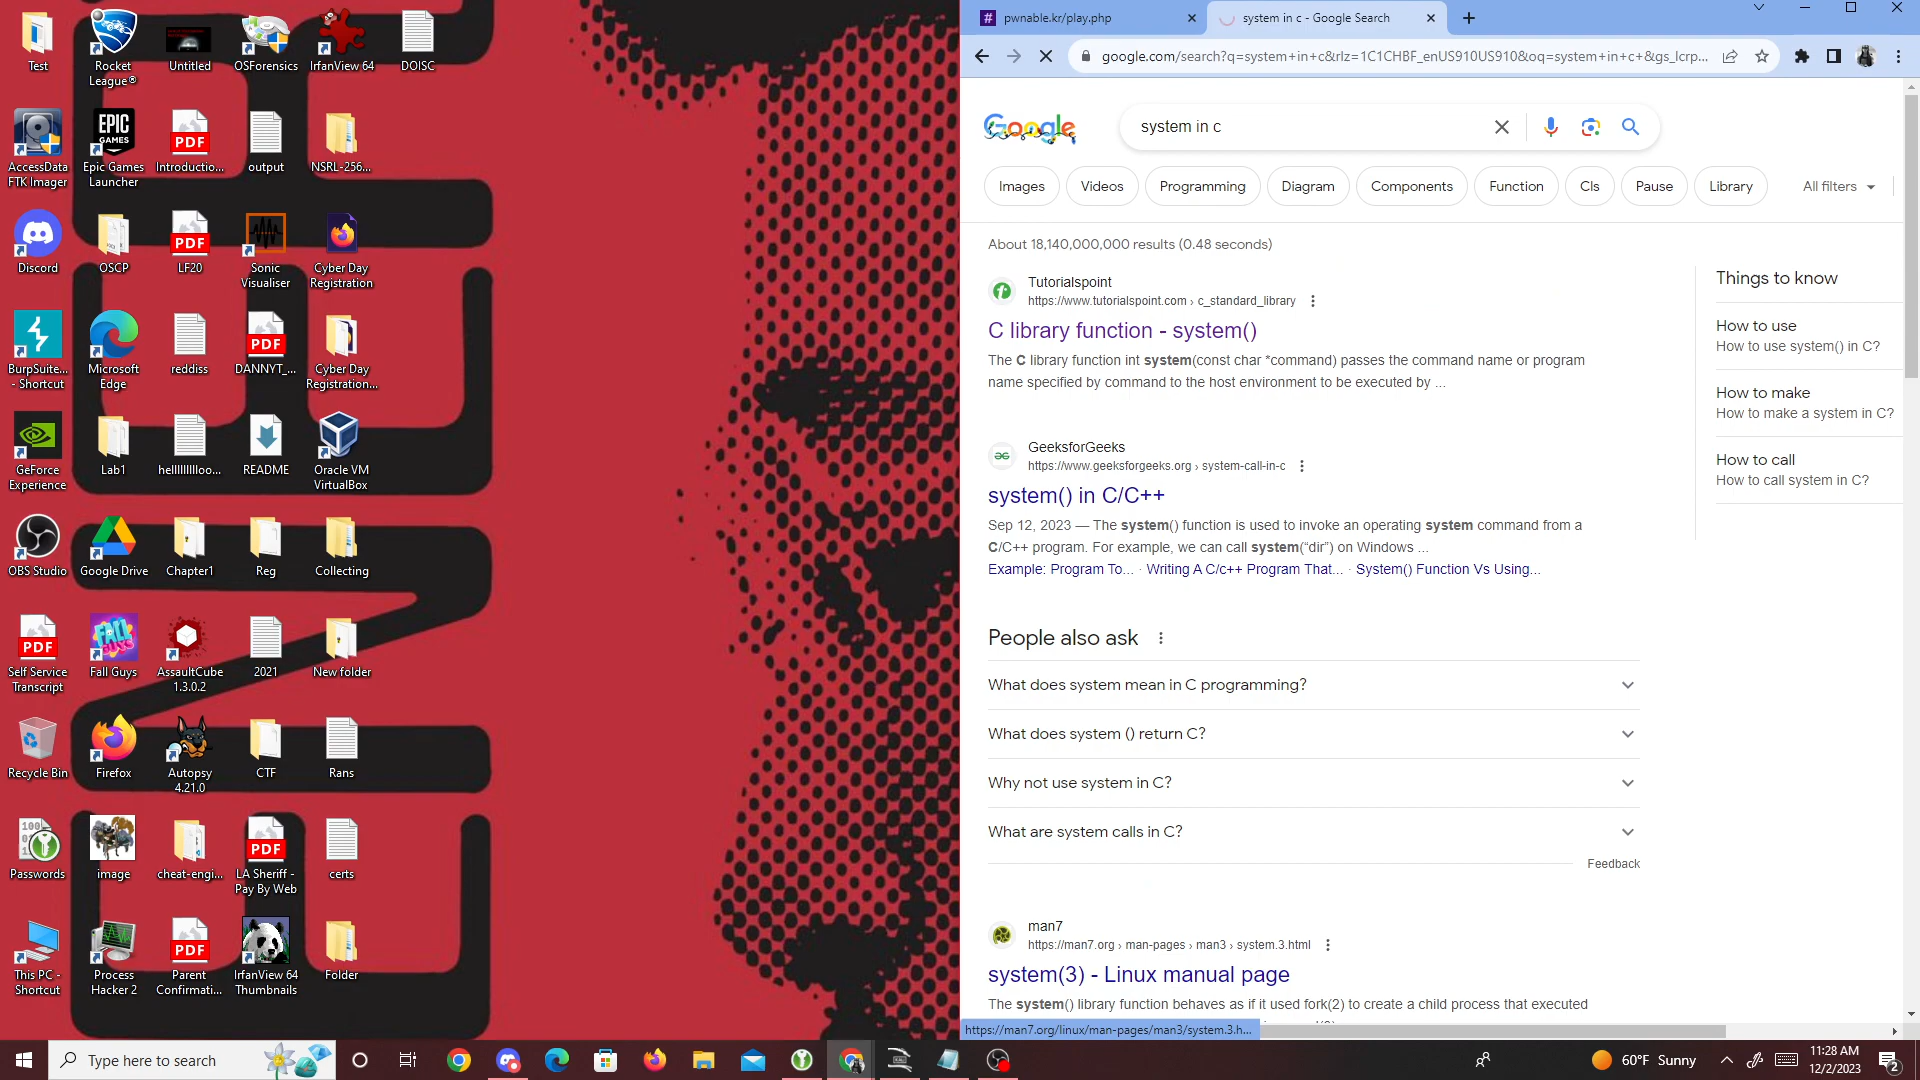 Test
Rocket League®
Untitled
OSForensics
IrfanView 64
DOISC
AccessData FTK Imager
EPIC GAMES
Epic Games Launcher
PDF
Introductio...
output
NSRL-256...
Discord
OSCP
PDF
LF20
Sonic Visualiser
Cyber Day Registration
BurpSuite... - Shortcut
Microsoft Edge
reddiss
PDF
DANNYT_...
Cyber Day Registration...
GeForce Experience
Lab1
hellllllllloo...
README
Oracle VM VirtualBox
OBS Studio
Google Drive
Chapter1
Reg
Collecting
PDF
Self Service Transcript
FALL GUYS
Fall Guys
AssaultCube 1.3.0.2
2021
New folder
Recycle Bin
Firefox
Autopsy 4.21.0
CTF
Rans
Passwords
image
cheat-engi...
PDF
LA Sheriff - Pay By Web
certs
This PC - Shortcut
Process Hacker 2
PDF
Parent Confirmati...
IrfanView 64 Thumbnails
Folder
pwnable.kr/play.php
system in c - Google Search
google.com/search?q=system+in+c&rlz=1C1CHBF_enUS910US910&oq=system+in+c+&gs_lcrp...
Google
system in c
Images Videos Programming Diagram Components Function Cls Pause Library All filters
About 18,140,000,000 results (0.48 seconds)
Tutorialspoint
https://www.tutorialspoint.com › c_standard_library
C library function - system()
The C library function int system(const char *command) passes the command name or program
name specified by command to the host environment to be executed by ...
GeeksforGeeks
https://www.geeksforgeeks.org › system-call-in-c
system() in C/C++
Sep 12, 2023 — The system() function is used to invoke an operating system command from a
C/C++ program. For example, we can call system(“dir”) on Windows ...
Example: Program To... · Writing A C/c++ Program That... · System() Function Vs Using...
People also ask
What does system mean in C programming?
What does system () return C?
Why not use system in C?
What are system calls in C?
Feedback
man7
https://man7.org › man-pages › man3 › system.3.html
system(3) - Linux manual page
The system() library function behaves as if it used fork(2) to create a child process that executed
https://man7.org/linux/man-pages/man3/system.3.h...
Things to know
How to use
How to use system() in C?
How to make
How to make a system in C?
How to call
How to call system in C?
Type here to search
60°F Sunny
11:28 AM
12/2/2023
2